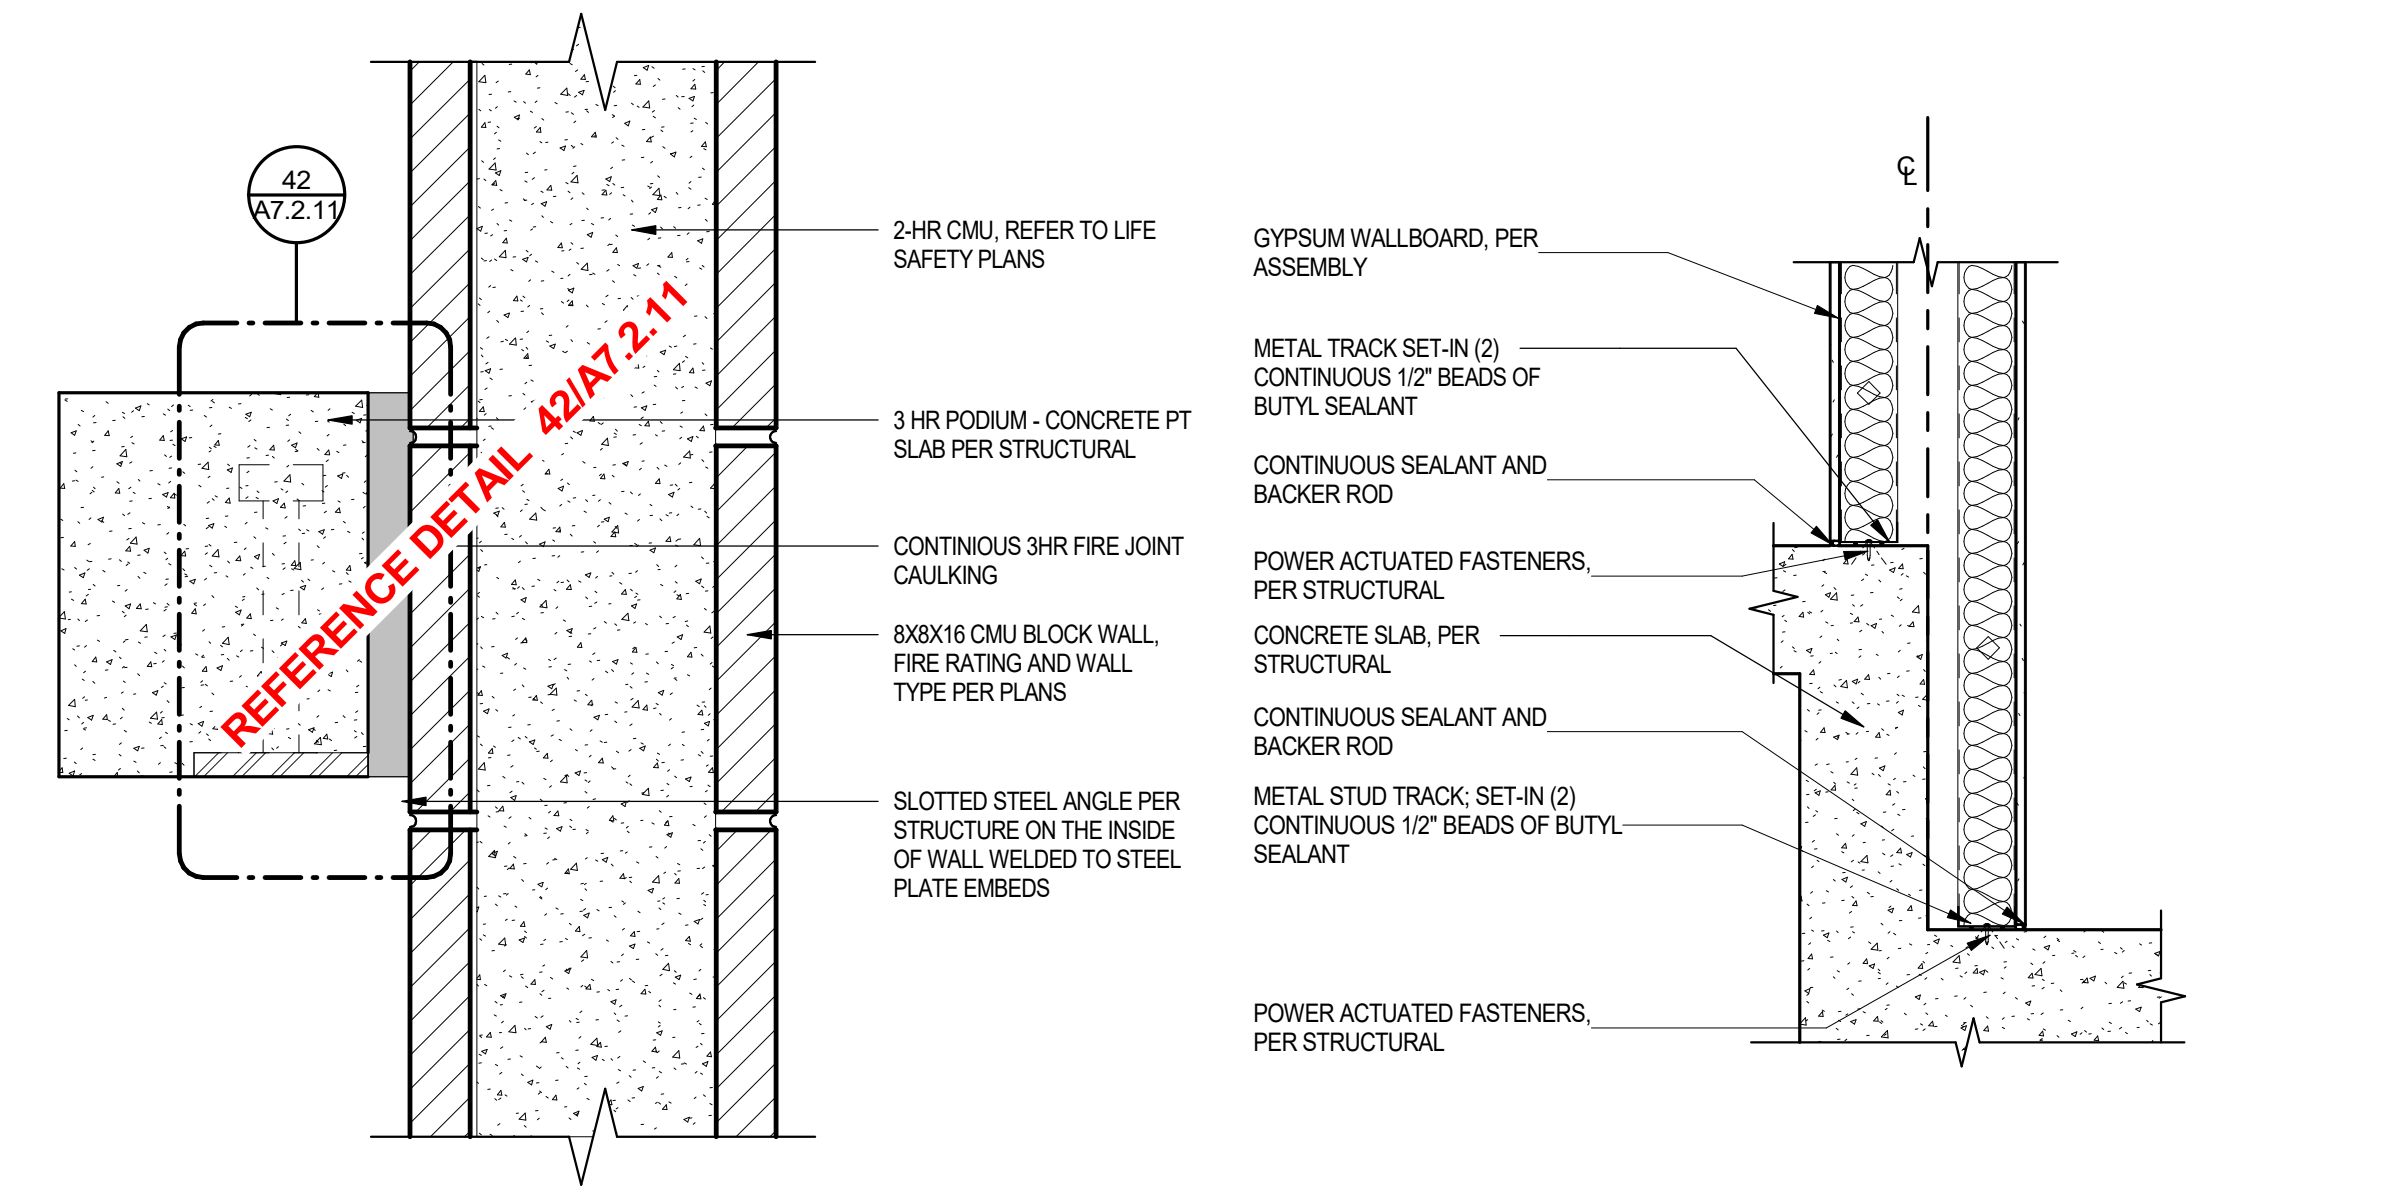 42
A7.2.11
2-HR CMU, REFER TO LIFE
SAFETY PLANS
3 HR PODIUM - CONCRETE PT
SLAB PER STRUCTURAL
CONTINIOUS 3HR FIRE JOINT
CAULKING
8X8X16 CMU BLOCK WALL,
FIRE RATING AND WALL
TYPE PER PLANS
SLOTTED STEEL ANGLE PER
STRUCTURE ON THE INSIDE
OF WALL WELDED TO STEEL
PLATE EMBEDS
REFERENCE DETAIL 42/A7.2.11
℄
GYPSUM WALLBOARD, PER
ASSEMBLY
METAL TRACK SET-IN (2)
CONTINUOUS 1/2" BEADS OF
BUTYL SEALANT
CONTINUOUS SEALANT AND
BACKER ROD
POWER ACTUATED FASTENERS,
PER STRUCTURAL
CONCRETE SLAB, PER
STRUCTURAL
CONTINUOUS SEALANT AND
BACKER ROD
METAL STUD TRACK; SET-IN (2)
CONTINUOUS 1/2" BEADS OF BUTYL
SEALANT
POWER ACTUATED FASTENERS,
PER STRUCTURAL